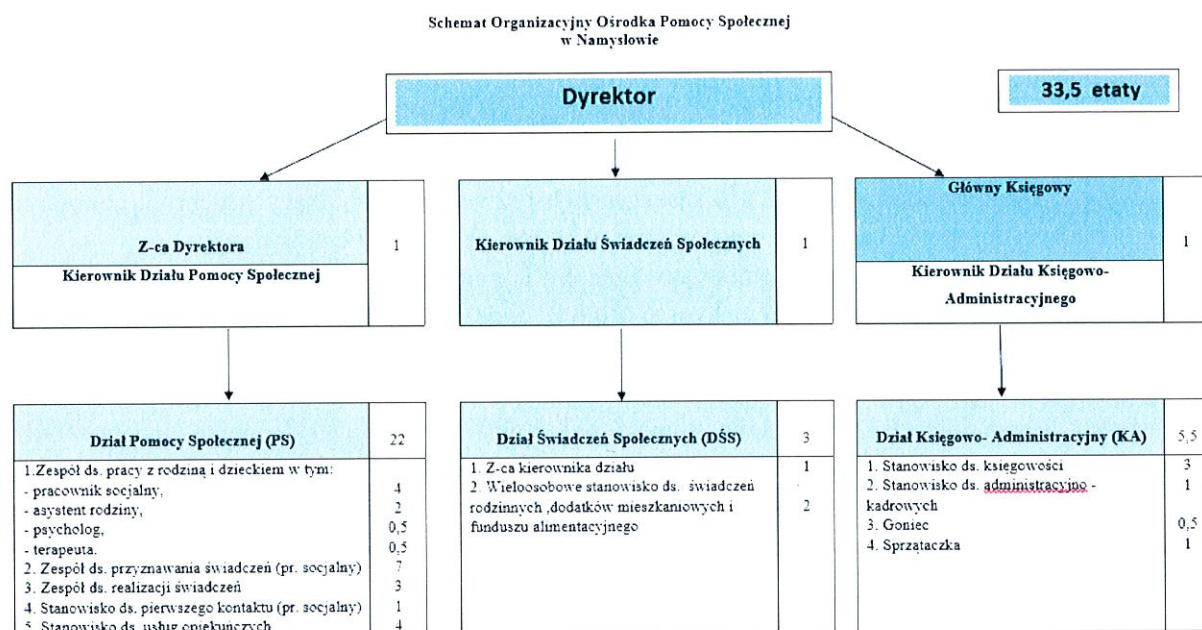 Schemat Organizacyjny Ośrodka Pomocy Społecznej
w Namysłowie
Dyrektor
33,5 etaty
Z-ca Dyrektora
Kierownik Działu Pomocy Społecznej
1
Kierownik Działu Świadczeń Społecznych
1
Główny Księgowy
Kierownik Działu Księgowo-
Administracyjnego
1
Dział Pomocy Społecznej (PS) 22
1.Zespół ds. pracy z rodziną i dzieckiem w tym:
- pracownik socjalny, 4
- asystent rodziny, 2
- psycholog, 0,5
- terapeuta. 0,5
2. Zespół ds. przyznawania świadczeń (pr. socjalny) 7
3. Zespół ds. realizacji świadczeń 3
4. Stanowisko ds. pierwszego kontaktu (pr. socjalny) 1
5. Stanowisko ds. usług opiekuńczych 4
Dział Świadczeń Społecznych (DŚS) 3
1. Z-ca kierownika działu 1
2. Wieloosobowe stanowisko ds. świadczeń
rodzinnych ,dodatków mieszkaniowych i 2
funduszu alimentacyjnego
Dział Księgowo- Administracyjny (KA) 5,5
1. Stanowisko ds. księgowości 3
2. Stanowisko ds. administracyjno - 1
kadrowych
3. Goniec 0,5
4. Sprzątaczka 1